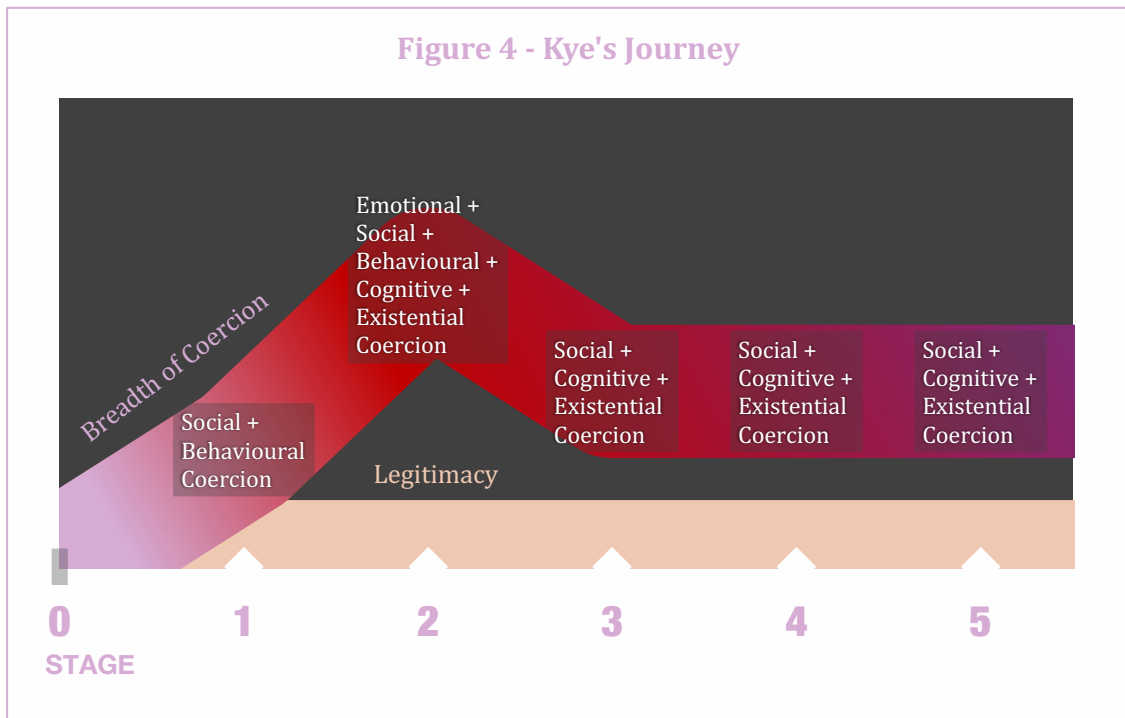 Figure 4 - Kye's Journey
Emotional +
Social +
Behavioural +
Cognitive +
Existential
Coercion
Breadth of Coercion
Social +
Behavioural
Coercion
Social +
Cognitive +
Existential
Coercion
Social +
Cognitive +
Existential
Coercion
Social +
Cognitive +
Existential
Coercion
Legitimacy
0
1
2
3
4
5
STAGE